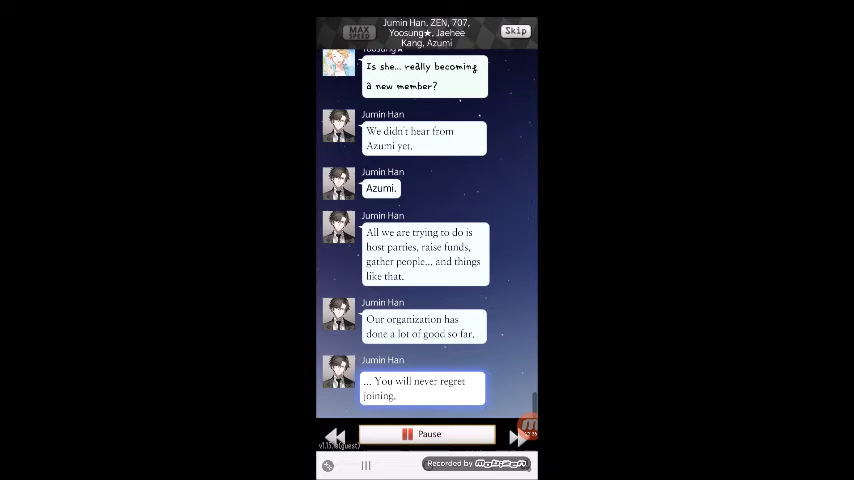 Jumin Han, ZEN, 707,
Yoosung★, Jaehee
Kang, Azumi
MAX
SPEED
Skip
Yoosung★
Is she... really becoming
a new member?
Jumin Han
We didn't hear from
Azumi yet.
Jumin Han
Azumi.
Jumin Han
All we are trying to do is
host parties, raise funds,
gather people... and things
like that.
Jumin Han
Our organization has
done a lot of good so far.
Jumin Han
... You will never regret
joining.
Pause
Recorded by Mobizen